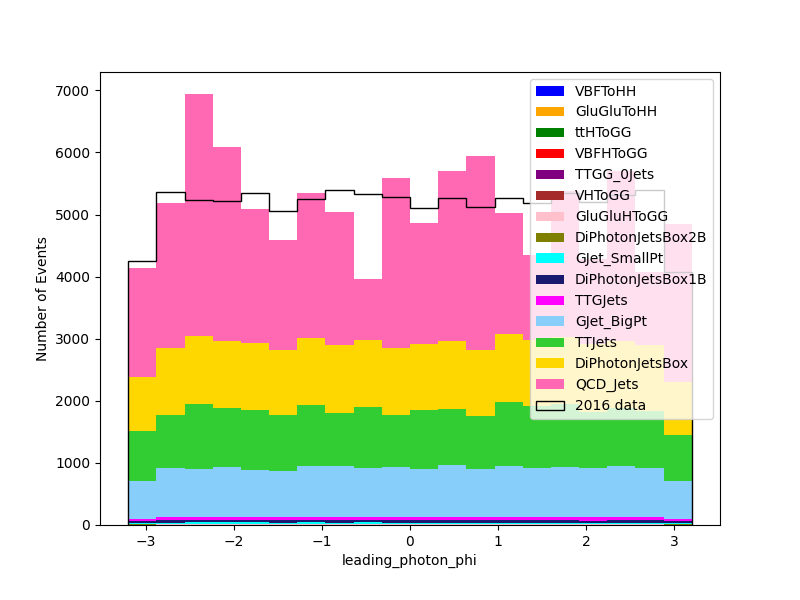 7000
6000
5000
4000
3000
2000
1000
0
Number of Events
−3
−2
−1
0
1
2
3
leading_photon_phi
VBFToHH
GluGluToHH
ttHToGG
VBFHToGG
TTGG_0Jets
VHToGG
GluGluHToGG
DiPhotonJetsBox2B
GJet_SmallPt
DiPhotonJetsBox1B
TTGJets
GJet_BigPt
TTJets
DiPhotonJetsBox
QCD_Jets
2016 data